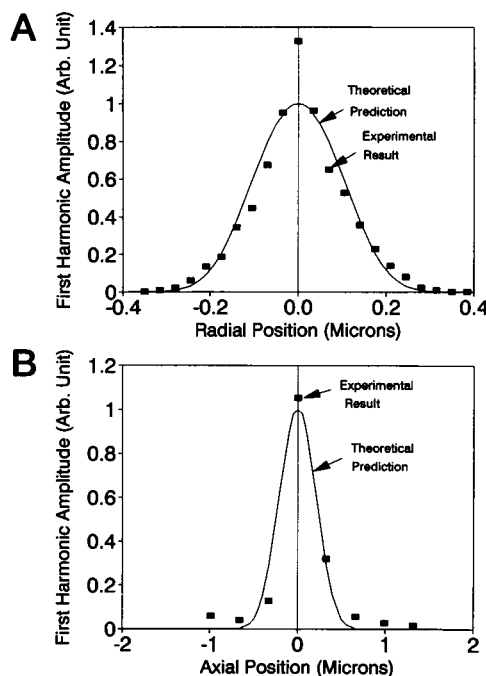 A
First Harmonic Amplitude (Arb. Unit)
1.4
1.2
1
0.8
0.6
0.4
0.2
0
Theoretical
Prediction
Experimental
Result
-0.4
-0.2
0.0
0.2
0.4
Radial Position (Microns)
B
First Harmonic Amplitude (Arb. Unit)
1.2
1
0.8
0.6
0.4
0.2
0
Experimental
Result
Theoretical
Prediction
-2
-1
0
1
2
Axial Position (Microns)